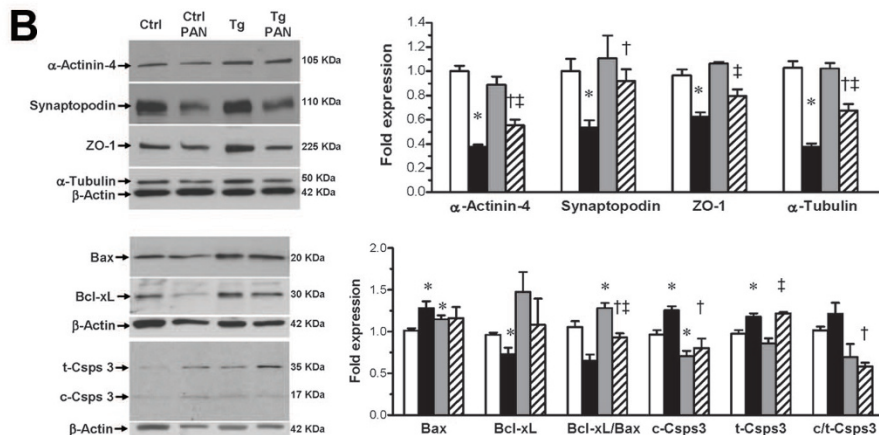 B
Ctrl Ctrl PAN Tg Tg PAN
α-Actinin-4 105 KDa
Synaptopodin 110 KDa
ZO-1 225 KDa
α-Tubulin 50 KDa
β-Actin 42 KDa
Fold expression
1.4
1.2
1.0
0.8
0.6
0.4
0.2
0.0
* †‡ * † * ‡ * †‡
α-Actinin-4 Synaptopodin ZO-1 α-Tubulin
Bax 20 KDa
Bcl-xL 30 KDa
β-Actin 42 KDa
t-Csps 3 35 KDa
c-Csps 3 17 KDa
β-Actin 42 KDa
Fold expression
2.0
1.5
1.0
0.5
0.0
* * * * †‡ * * † * ‡ †
Bax Bcl-xL Bcl-xL/Bax c-Csps3 t-Csps3 c/t-Csps3